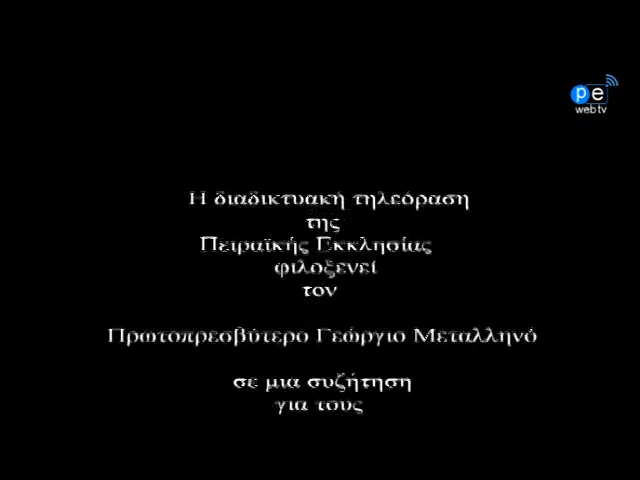 pe
webtv
Η διαδικτυακή τηλεόραση
της
Πειραϊκής Εκκλησίας
φιλοξενεί
τον
Πρωτοπρεσβύτερο Γεώργιο Μεταλληνό
σε μια συζήτηση
για τους